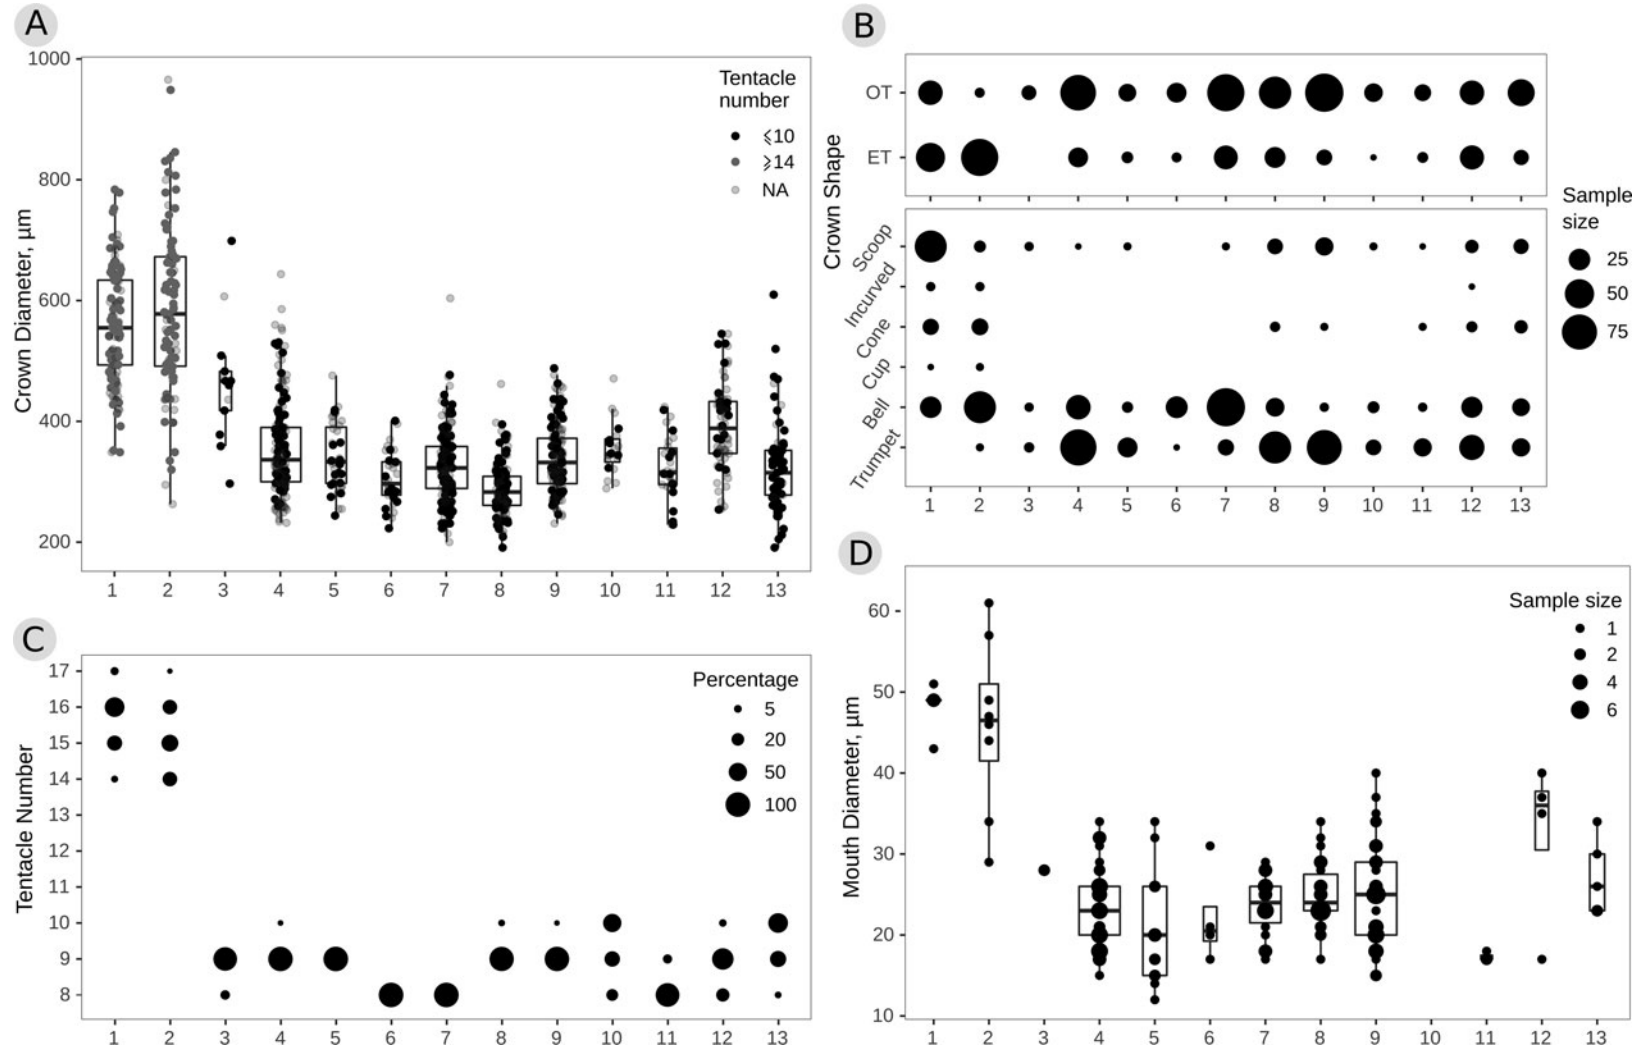 A
1000
800
600
400
200
Crown Diameter, µm
Tentacle
number
⩽10
⩾14
NA
1 2 3 4 5 6 7 8 9 10 11 12 13
B
OT
ET
Crown Shape
Scoop
Incurved
Cone
Cup
Bell
Trumpet
1 2 3 4 5 6 7 8 9 10 11 12 13
Sample
size
25
50
75
C
17
16
15
14
13
12
11
10
9
8
Tentacle Number
Percentage
5
20
50
100
1 2 3 4 5 6 7 8 9 10 11 12 13
D
60
50
40
30
20
10
Mouth Diameter, µm
Sample size
1
2
4
6
1 2 3 4 5 6 7 8 9 10 11 12 13